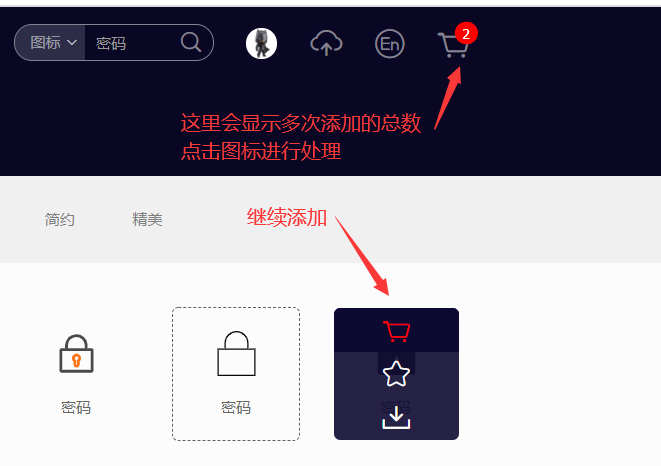 图标 密码 En 2
这里会显示多次添加的总数
点击图标进行处理
简约 精美 继续添加
密码 密码 密码